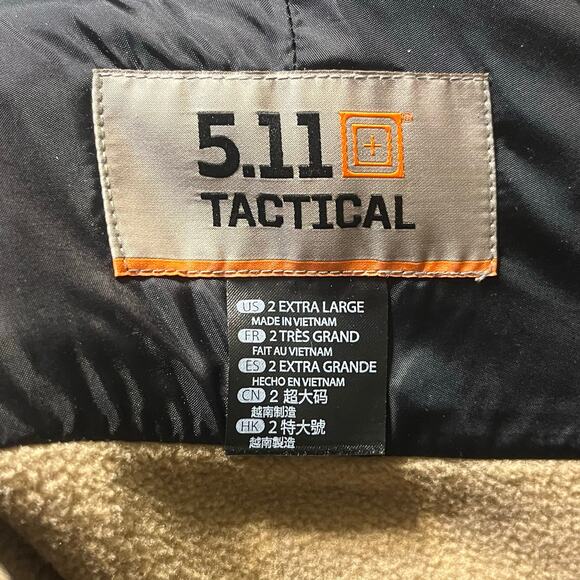 5.11
TACTICAL
US 2 EXTRA LARGE
MADE IN VIETNAM
FR 2 TRÈS GRAND
FAIT AU VIETNAM
ES 2 EXTRA GRANDE
HECHO EN VIETNAM
CN 2 超大码
越南制造
HK 2 特大號
越南製造